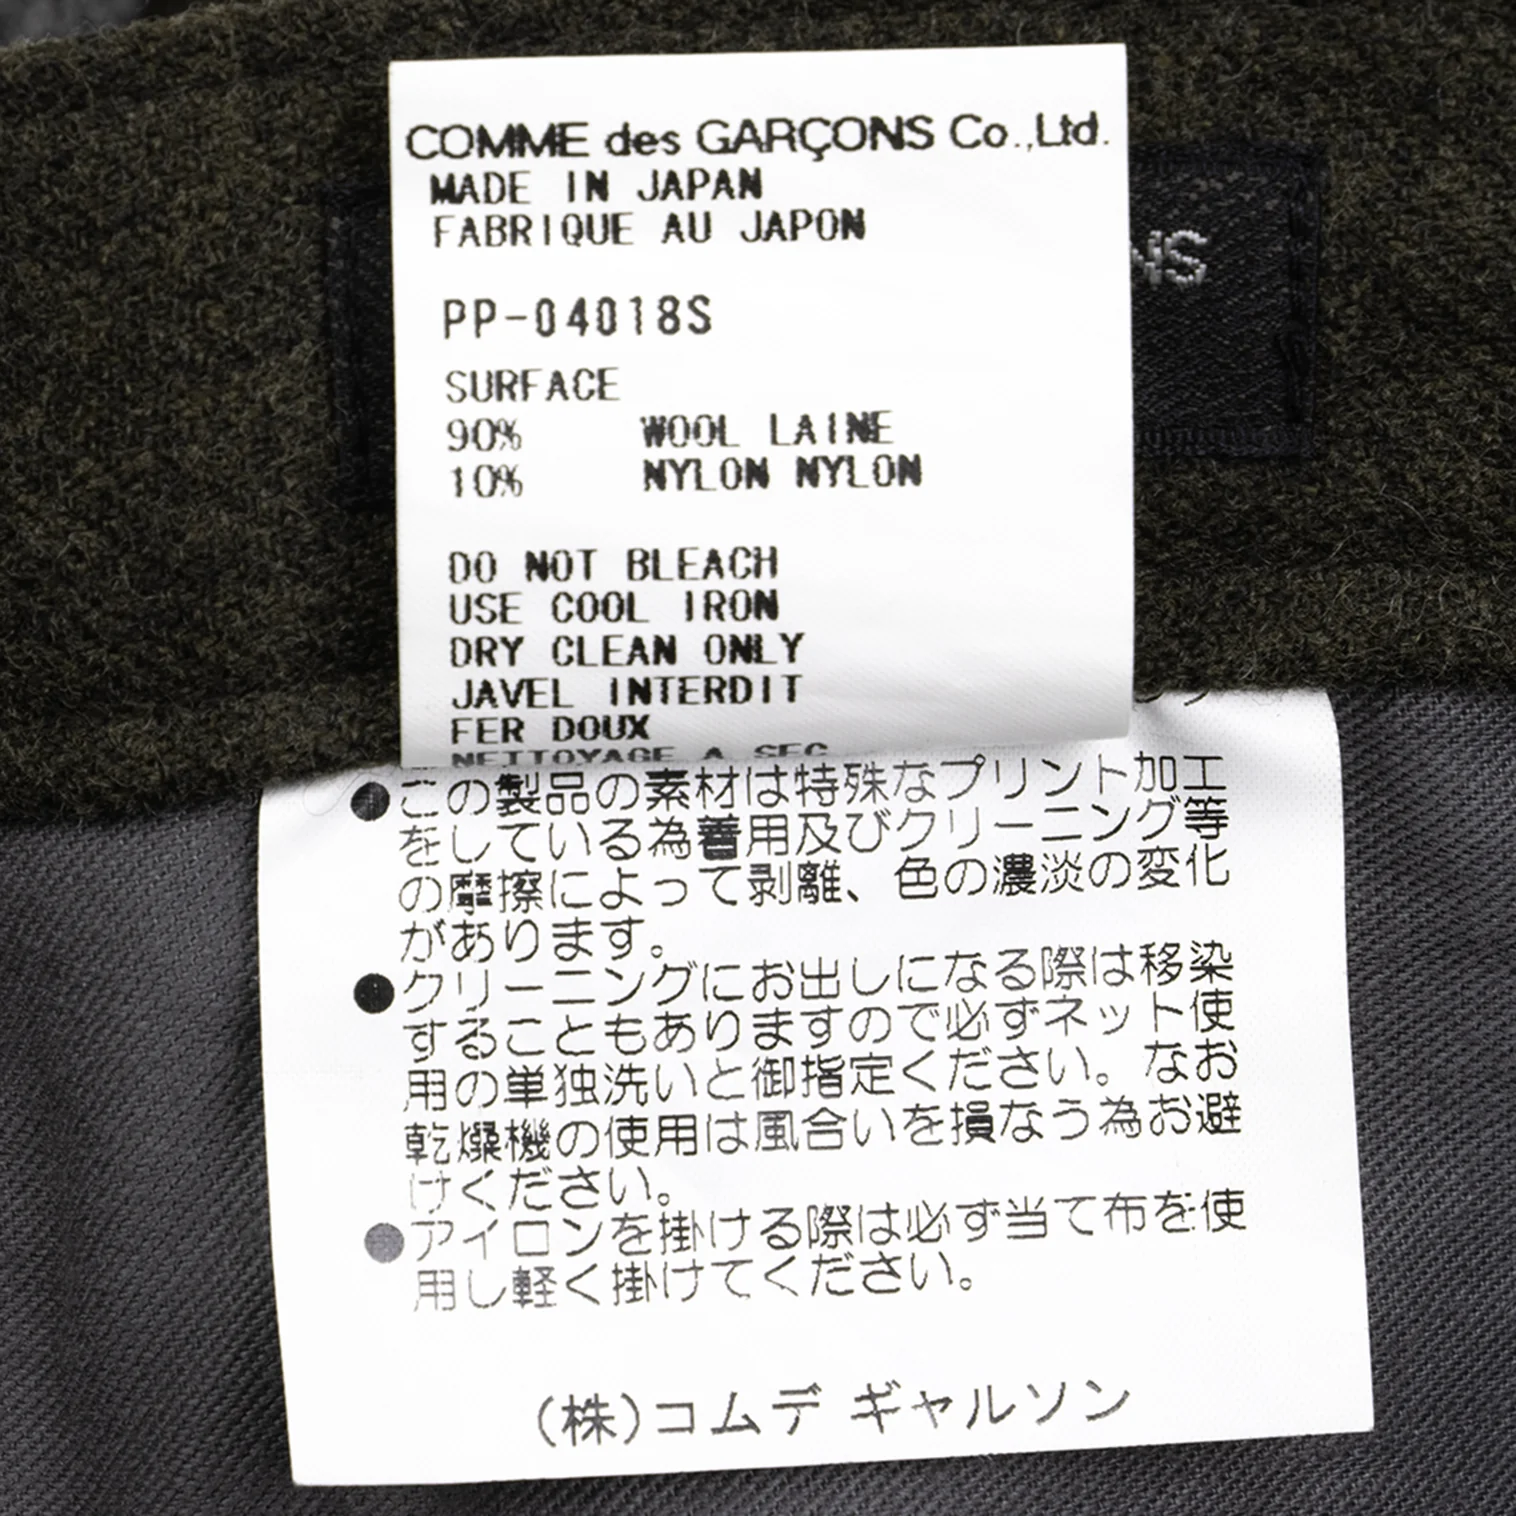 COMME des GARÇONS Co.,Ltd.
MADE IN JAPAN
FABRIQUE AU JAPON
NS
PP-04018S
SURFACE
90% WOOL LAINE
10% NYLON NYLON
DO NOT BLEACH
USE COOL IRON
DRY CLEAN ONLY
JAVEL INTERDIT
FER DOUX
NETTOYAGE A SEC
●この製品の素材は特殊なプリント加工
をしている為着用及びクリーニング等
の摩擦によって剥離、色の濃淡の変化
があります。
●クリーニングにお出しになる際は移染
することもありますので必ずネット使
用の単独洗いと御指定ください。なお
乾燥機の使用は風合いを損なう為お避
けください。
●アイロンを掛ける際は必ず当て布を使
用し軽く掛けてください。
(株)コムデ ギャルソン